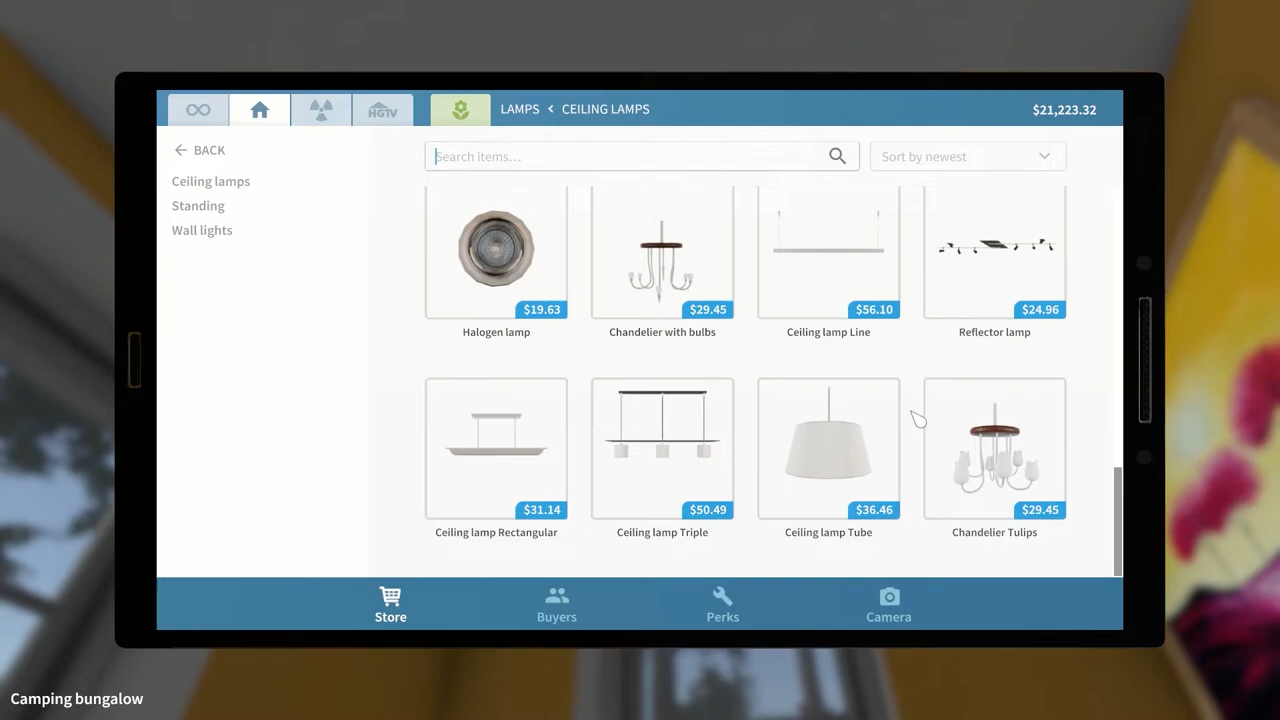 HGTV
LAMPS < CEILING LAMPS
$21,223.32
BACK
Ceiling lamps
Standing
Wall lights
Search items...
Sort by newest
$19.63
$29.45
$56.10
$24.96
Halogen lamp
Chandelier with bulbs
Ceiling lamp Line
Reflector lamp
$31.14
$50.49
$36.46
$29.45
Ceiling lamp Rectangular
Ceiling lamp Triple
Ceiling lamp Tube
Chandelier Tulips
Store
Buyers
Perks
Camera
Camping bungalow